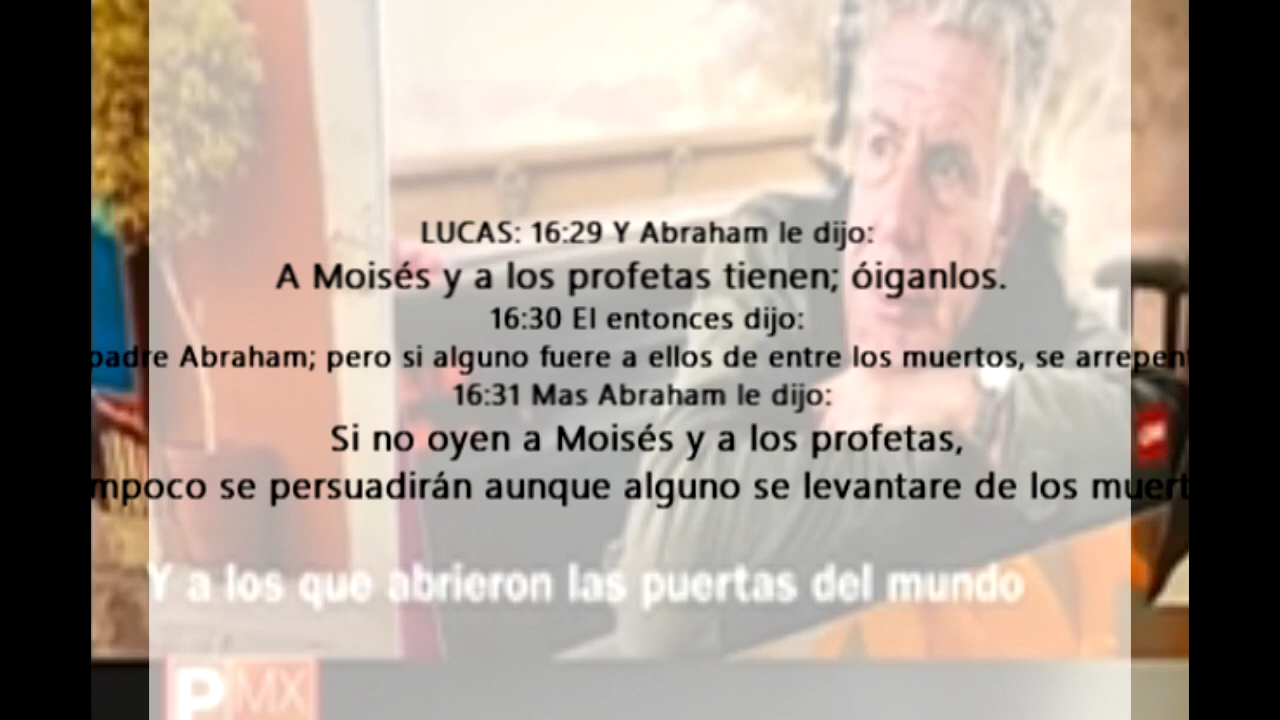 LUCAS: 16:29 Y Abraham le dijo:
A Moisés y a los profetas tienen; óiganlos.
16:30 El entonces dijo:
padre Abraham; pero si alguno fuere a ellos de entre los muertos, se
16:31 Mas Abraham le dijo:
Si no oyen a Moisés y a los profetas,
se persuadirán aunque alguno se levantare de los
Y a los que abrieron las puertas del mundo
PMX